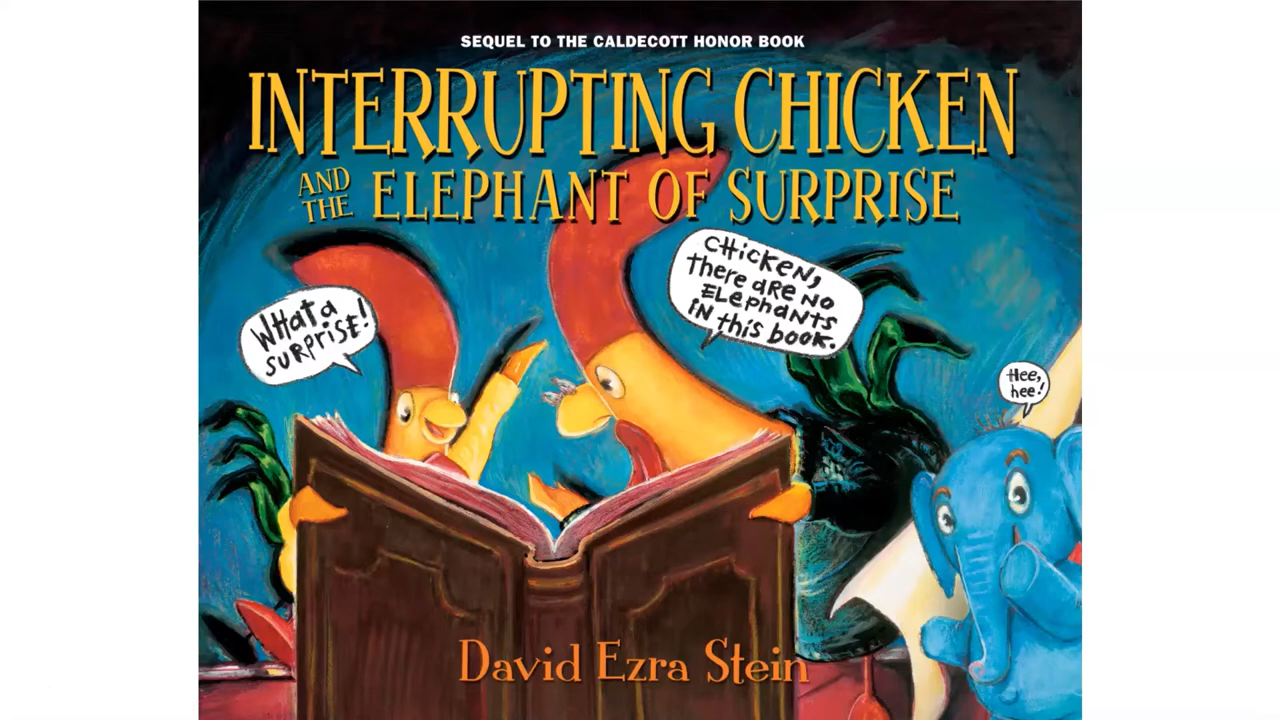 SEQUEL TO THE CALDECOTT HONOR BOOK
INTERRUPTING CHICKEN
AND
THE
ELEPHANT OF SURPRISE
WHat a
SURPRISE!
CHicKEN,
tHere aRe NO
ELepHaNts
iN tHis book.
Hee,
hee!
David Ezra Stein